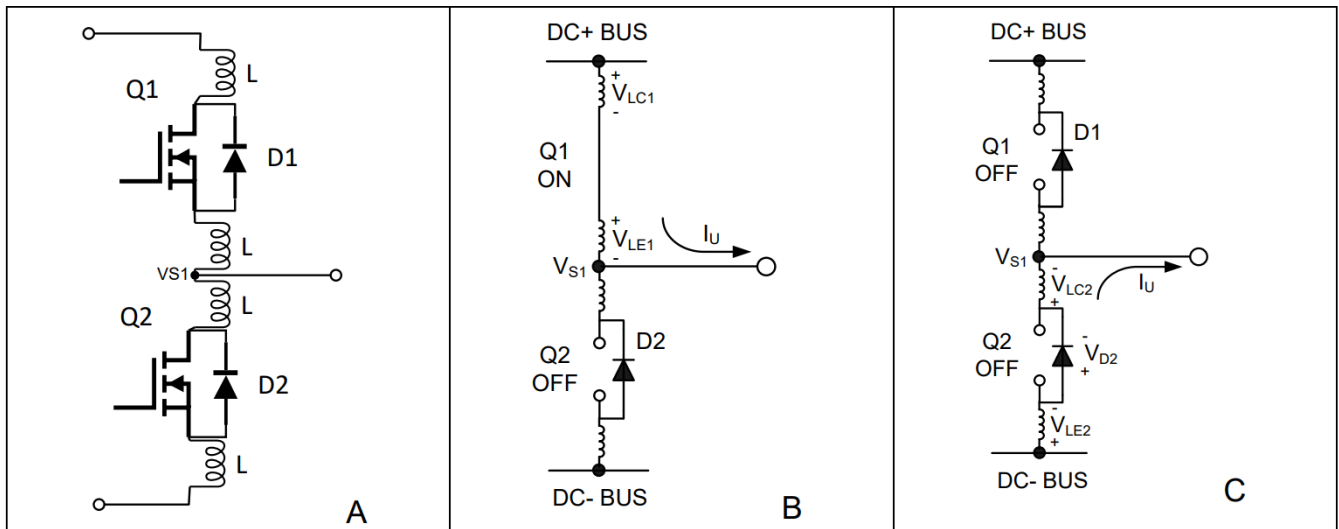 L
Q1
D1
L
VS1
L
Q2
D2
L
A
DC+ BUS
+
VLC1
-
Q1
ON
+
VLE1
-
IU
VS1
D2
Q2
OFF
DC- BUS
B
DC+ BUS
D1
Q1
OFF
VS1
-
VLC2
+
IU
Q2
OFF
-
VD2
+
-
VLE2
+
DC- BUS
C